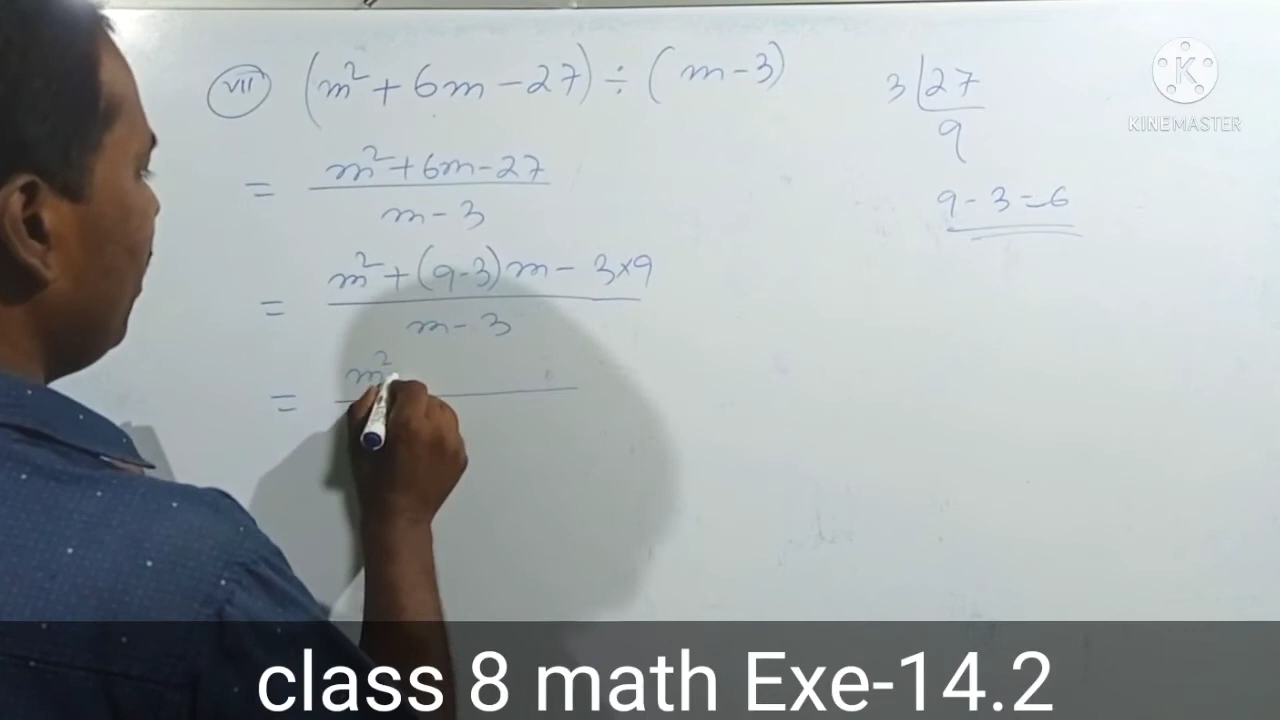 VII (m² + 6m - 27) ÷ (m - 3)
= m² + 6m - 27
m - 3
= m² + (9-3)m - 3×9
m - 3
= m²
3 27
9
9 - 3 = 6
K
KINEMASTER
class 8 math Exe-14.2